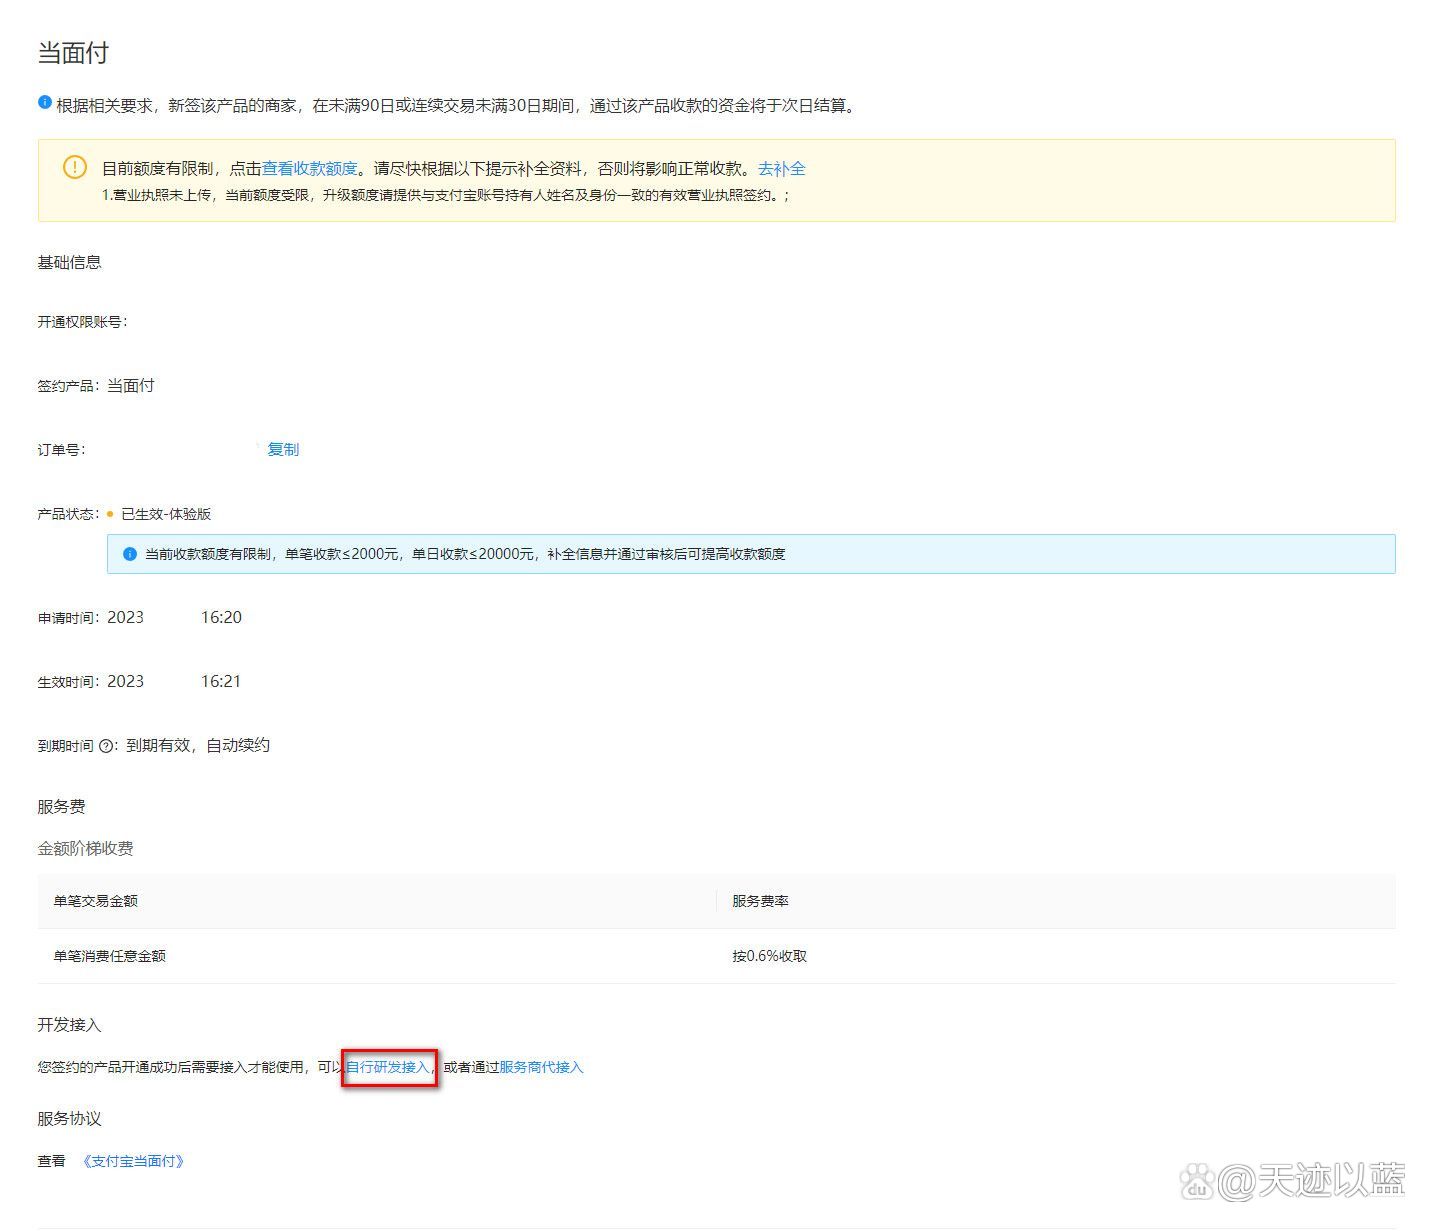 当面付
根据相关要求，新签该产品的商家，在未满90日或连续交易未满30日期间，通过该产品收款的资金将于次日结算。
目前额度有限制，点击查看收款额度。请尽快根据以下提示补全资料，否则将影响正常收款。去补全
1.营业执照未上传，当前额度受限，升级额度请提供与支付宝账号持有人姓名及身份一致的有效营业执照签约。;
基础信息
开通权限账号：
签约产品：当面付
订单号： 复制
产品状态： 已生效-体验版
当前收款额度有限制，单笔收款≤2000元，单日收款≤20000元，补全信息并通过审核后可提高收款额度
申请时间：2023 16:20
生效时间：2023 16:21
到期时间 ?：到期有效，自动续约
服务费
金额阶梯收费
单笔交易金额 服务费率
单笔消费任意金额 按0.6%收取
开发接入
您签约的产品开通成功后需要接入才能使用，可以自行研发接入，或者通过服务商代接入
服务协议
查看 《支付宝当面付》
du @天迹以蓝